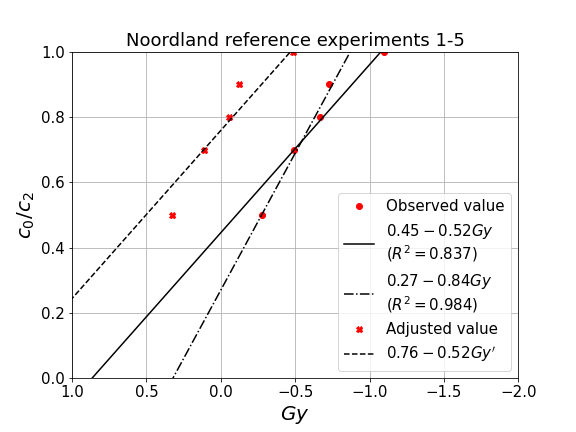 Noordland reference experiments 1-5
c₀/c₂
1.0
0.8
0.6
0.4
0.2
0.0
Observed value
0.45 − 0.52Gy
(R² = 0.837)
0.27 − 0.84Gy
(R² = 0.984)
Adjusted value
0.76 − 0.52Gy′
1.0 0.5 0.0 −0.5 −1.0 −1.5 −2.0
Gy